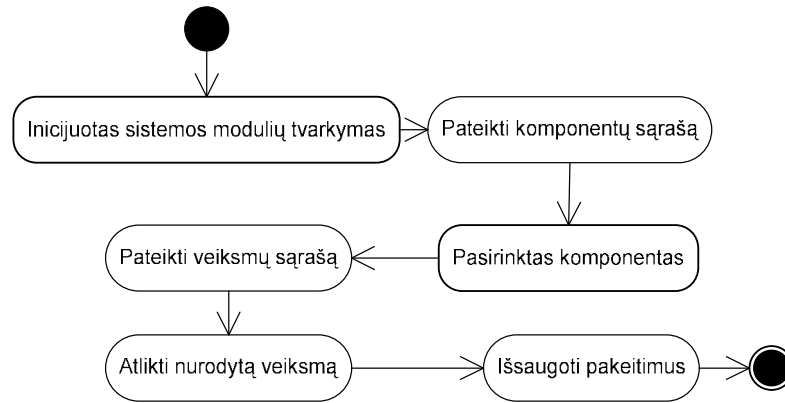 Inicijuotas sistemos modulių tvarkymas
Pateikti komponentų sąrašą
Pasirinktas komponentas
Pateikti veiksmų sąrašą
Atlikti nurodytą veiksmą
Išsaugoti pakeitimus